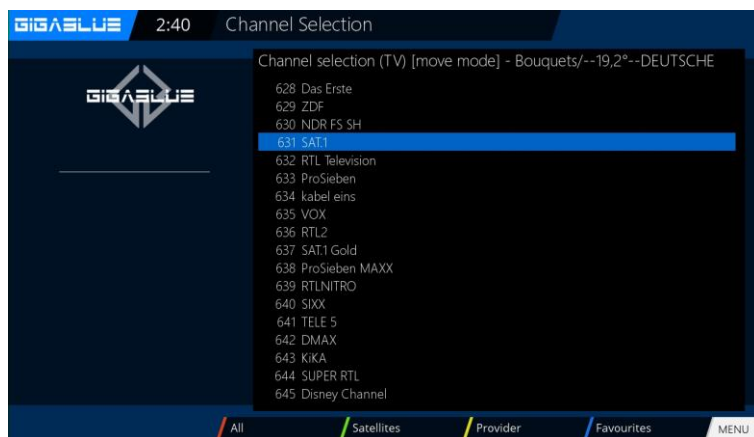 GIGABLUE 2:40 Channel Selection
Channel selection (TV) [move mode] - Bouquets/--19,2°--DEUTSCHE
GIGABLUE
628 Das Erste
629 ZDF
630 NDR FS SH
631 SAT.1
632 RTL Television
633 ProSieben
634 kabel eins
635 VOX
636 RTL2
637 SAT.1 Gold
638 ProSieben MAXX
639 RTLNITRO
640 SIXX
641 TELE 5
642 DMAX
643 KiKA
644 SUPER RTL
645 Disney Channel
All Satellites Provider Favourites MENU